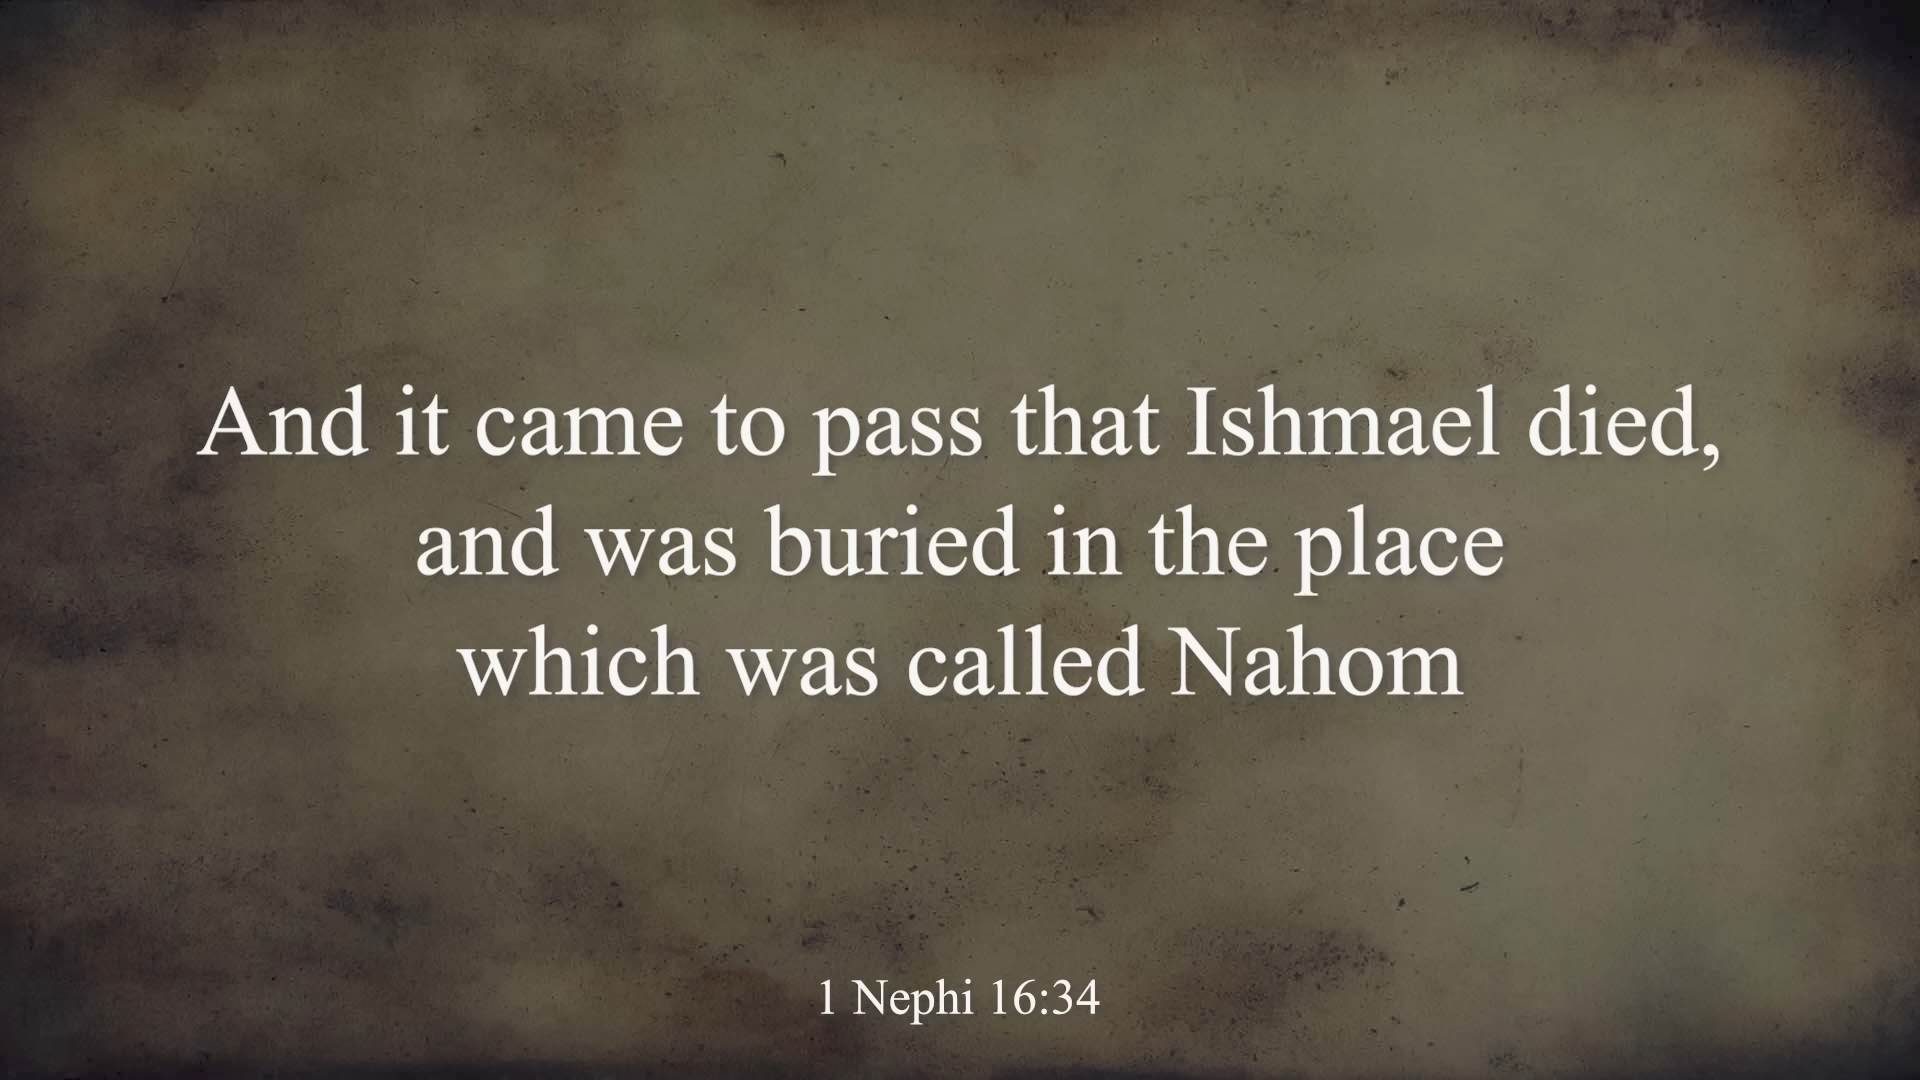 And it came to pass that Ishmael died,
and was buried in the place
which was called Nahom
1 Nephi 16:34